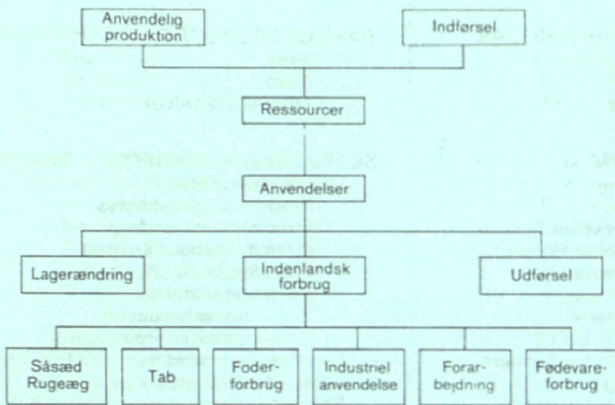 Anvendelig
produktion
Indførsel
Ressourcer
Anvendelser
Lagerændring
Indenlandsk
forbrug
Udførsel
Såsæd
Rugeæg
Tab
Foder-
forbrug
Industriel
anvendelse
Forar-
bejdning
Fødevare-
forbrug